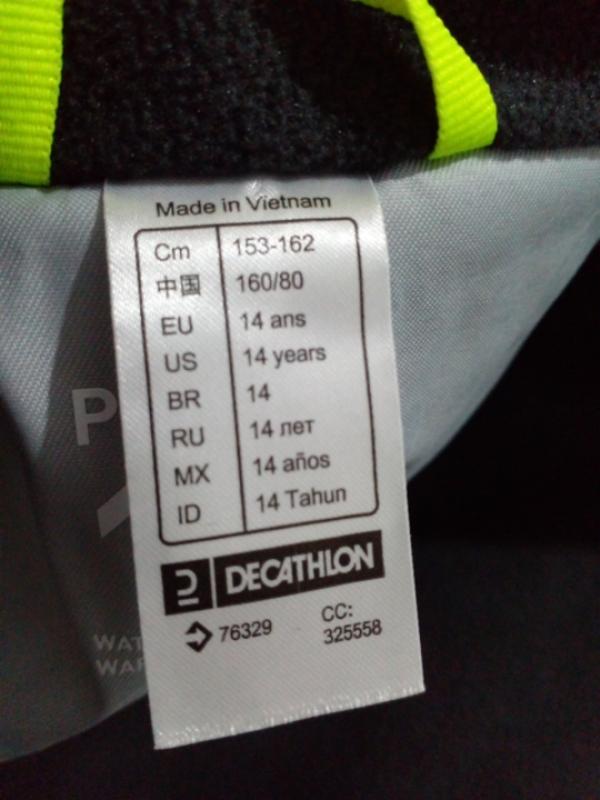 Made in Vietnam
Cm 153-162
中国 160/80
EU 14 ans
US 14 years
BR 14
RU 14 лет
MX 14 años
ID 14 Tahun
DECATHLON
76329 CC:
325558